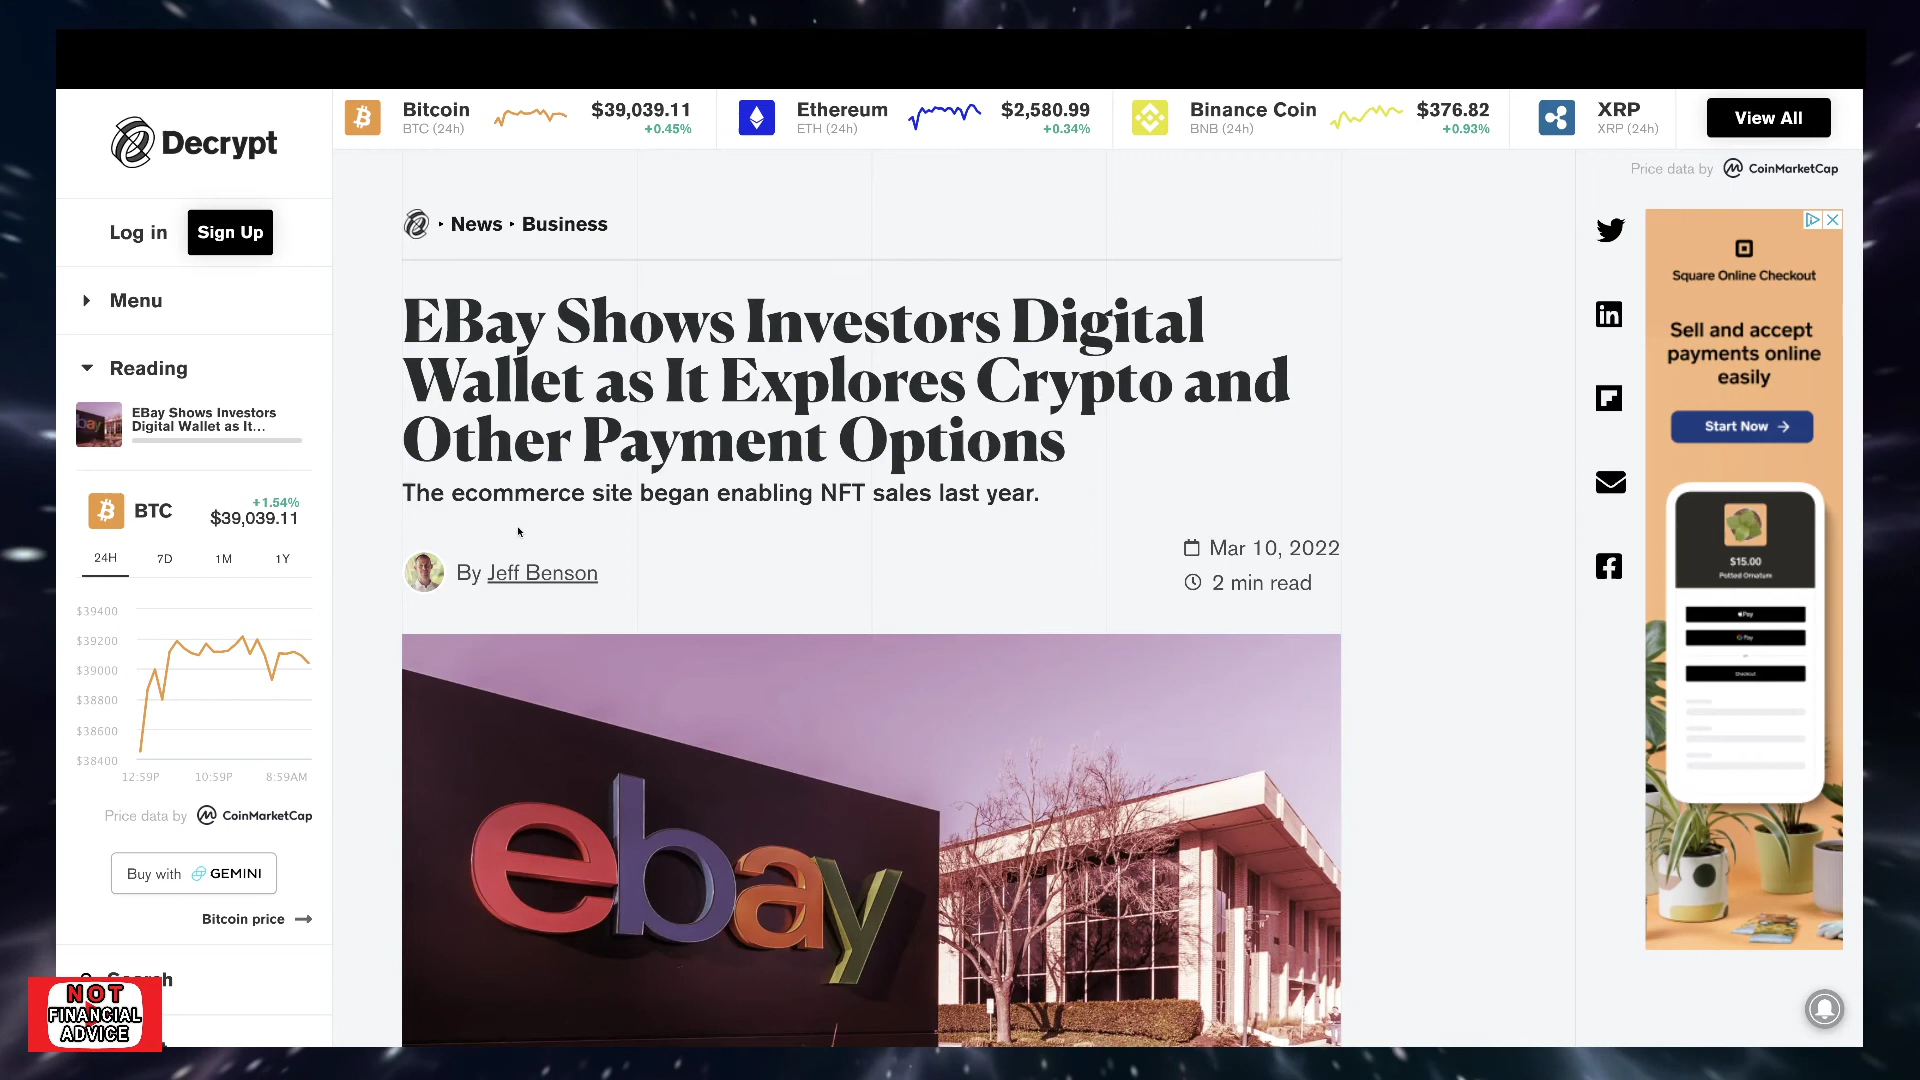 Bitcoin
BTC (24h)
$39,039.11
+0.45%
Ethereum
ETH (24h)
$2,580.99
+0.34%
Binance Coin
BNB (24h)
$376.82
+0.93%
XRP
XRP (24h)
View All
Price data by CoinMarketCap
Decrypt
Log in
Sign Up
Menu
Reading
EBay Shows Investors
Digital Wallet as It...
BTC
+1.54%
$39,039.11
24H 7D 1M 1Y
$39400
$39200
$39000
$38800
$38600
$38400
12:59P 10:59P 8:59AM
Price data by CoinMarketCap
Buy with GEMINI
Bitcoin price
Search
NOT
FINANCIAL
ADVICE
News
Business
EBay Shows Investors Digital
Wallet as It Explores Crypto and
Other Payment Options
The ecommerce site began enabling NFT sales last year.
By Jeff Benson
Mar 10, 2022
2 min read
ebay
Square Online Checkout
Sell and accept
payments online
easily
Start Now
$15.00
Potted Ornatum
Pay
G Pay
Checkout